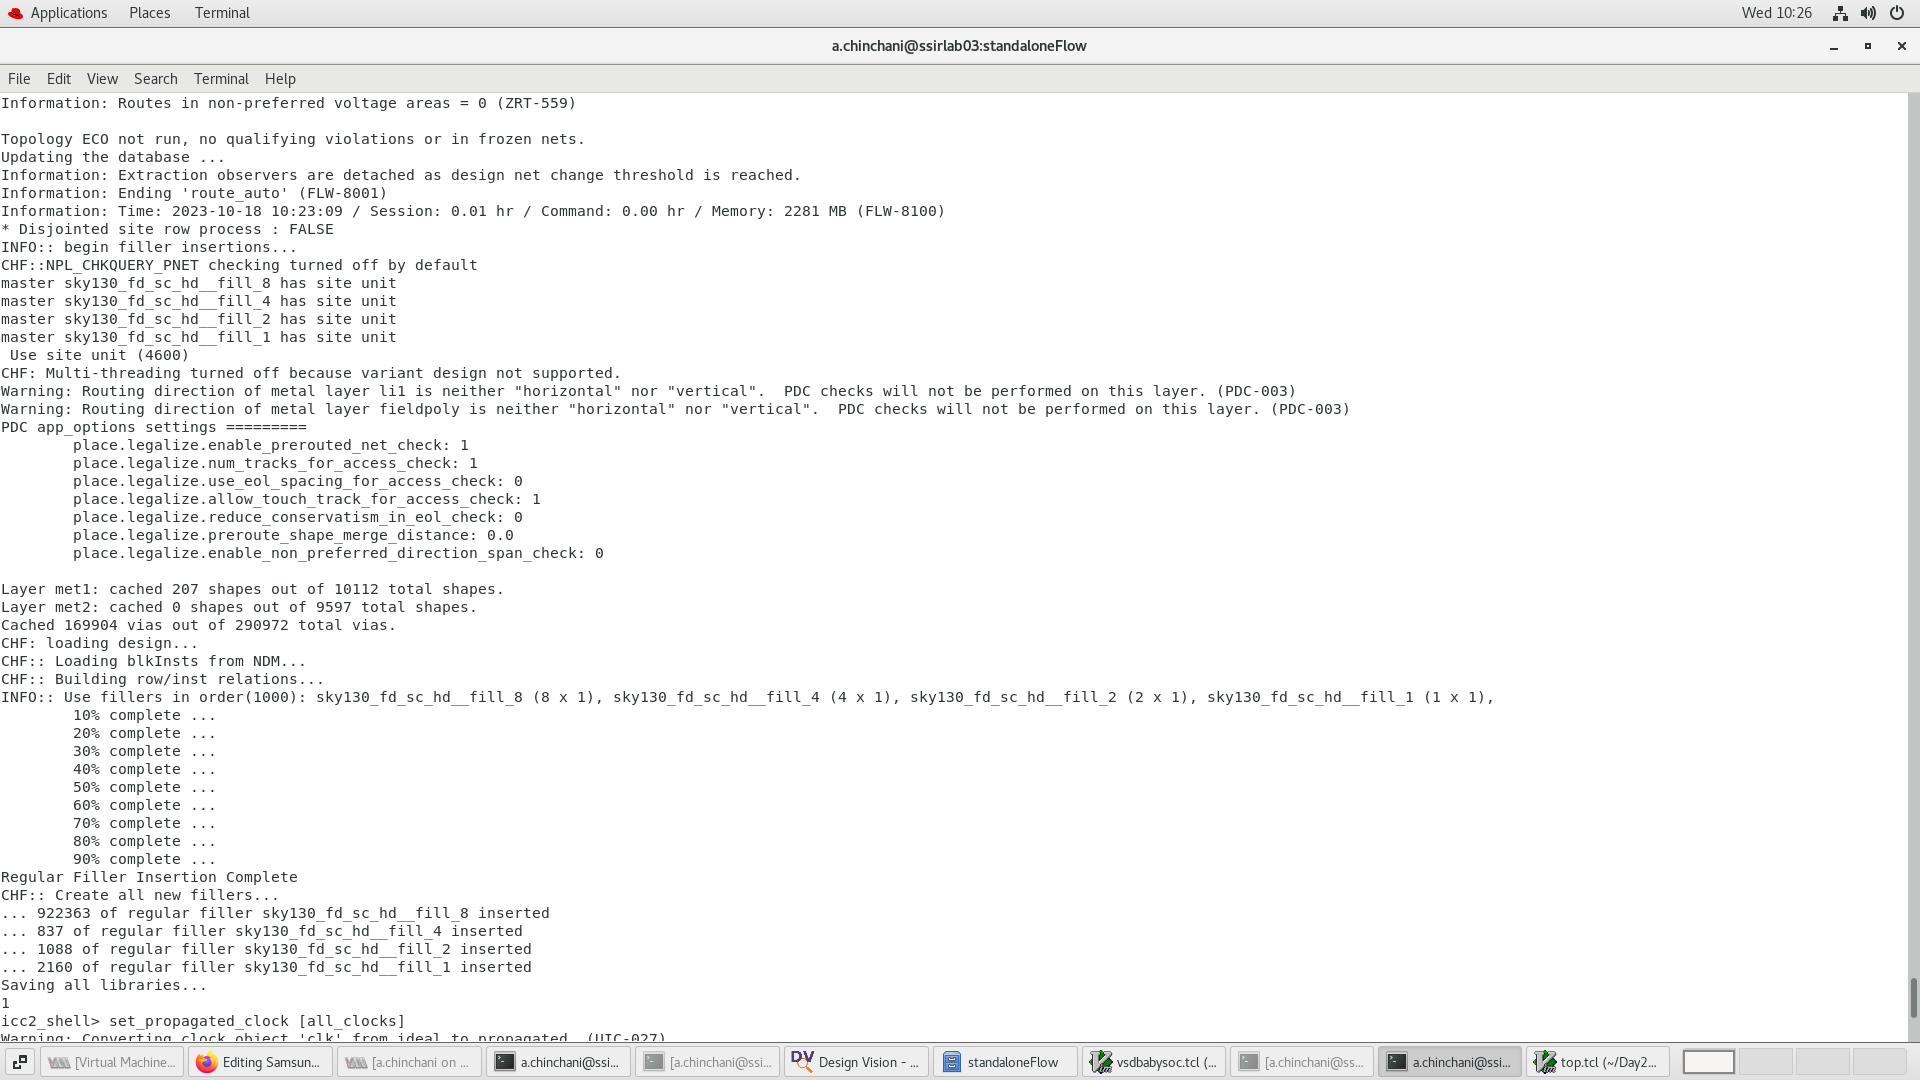 Applications Places Terminal Wed 10:26
a.chinchani@ssirlab03:standaloneFlow
File Edit View Search Terminal Help
Information: Routes in non-preferred voltage areas = 0 (ZRT-559)
Topology ECO not run, no qualifying violations or in frozen nets.
Updating the database ...
Information: Extraction observers are detached as design net change threshold is reached.
Information: Ending 'route_auto' (FLW-8001)
Information: Time: 2023-10-18 10:23:09 / Session: 0.01 hr / Command: 0.00 hr / Memory: 2281 MB (FLW-8100)
* Disjointed site row process : FALSE
INFO:: begin filler insertions...
CHF::NPL_CHKQUERY_PNET checking turned off by default
master sky130_fd_sc_hd__fill_8 has site unit
master sky130_fd_sc_hd__fill_4 has site unit
master sky130_fd_sc_hd__fill_2 has site unit
master sky130_fd_sc_hd__fill_1 has site unit
 Use site unit (4600)
CHF: Multi-threading turned off because variant design not supported.
Warning: Routing direction of metal layer li1 is neither "horizontal" nor "vertical".  PDC checks will not be performed on this layer. (PDC-003)
Warning: Routing direction of metal layer fieldpoly is neither "horizontal" nor "vertical".  PDC checks will not be performed on this layer. (PDC-003)
PDC app_options settings =========
        place.legalize.enable_prerouted_net_check: 1
        place.legalize.num_tracks_for_access_check: 1
        place.legalize.use_eol_spacing_for_access_check: 0
        place.legalize.allow_touch_track_for_access_check: 1
        place.legalize.reduce_conservatism_in_eol_check: 0
        place.legalize.preroute_shape_merge_distance: 0.0
        place.legalize.enable_non_preferred_direction_span_check: 0
Layer met1: cached 207 shapes out of 10112 total shapes.
Layer met2: cached 0 shapes out of 9597 total shapes.
Cached 169904 vias out of 290972 total vias.
CHF: loading design...
CHF:: Loading blkInsts from NDM...
CHF:: Building row/inst relations...
INFO:: Use fillers in order(1000): sky130_fd_sc_hd__fill_8 (8 x 1), sky130_fd_sc_hd__fill_4 (4 x 1), sky130_fd_sc_hd__fill_2 (2 x 1), sky130_fd_sc_hd__fill_1 (1 x 1),
        10% complete ...
        20% complete ...
        30% complete ...
        40% complete ...
        50% complete ...
        60% complete ...
        70% complete ...
        80% complete ...
        90% complete ...
Regular Filler Insertion Complete
CHF:: Create all new fillers...
... 922363 of regular filler sky130_fd_sc_hd__fill_8 inserted
... 837 of regular filler sky130_fd_sc_hd__fill_4 inserted
... 1088 of regular filler sky130_fd_sc_hd__fill_2 inserted
... 2160 of regular filler sky130_fd_sc_hd__fill_1 inserted
Saving all libraries...
1
icc2_shell> set_propagated_clock [all_clocks]
Warning: Converting clock object 'clk' from ideal to propagated. (UIC-027)
[Virtual Machine... Editing Samsun... [a.chinchani on ... a.chinchani@ssi... [a.chinchani@ssi... Design Vision - ... standaloneFlow vsdbabysoc.tcl (... [a.chinchani@ss... a.chinchani@ssi... top.tcl (~/Day2...